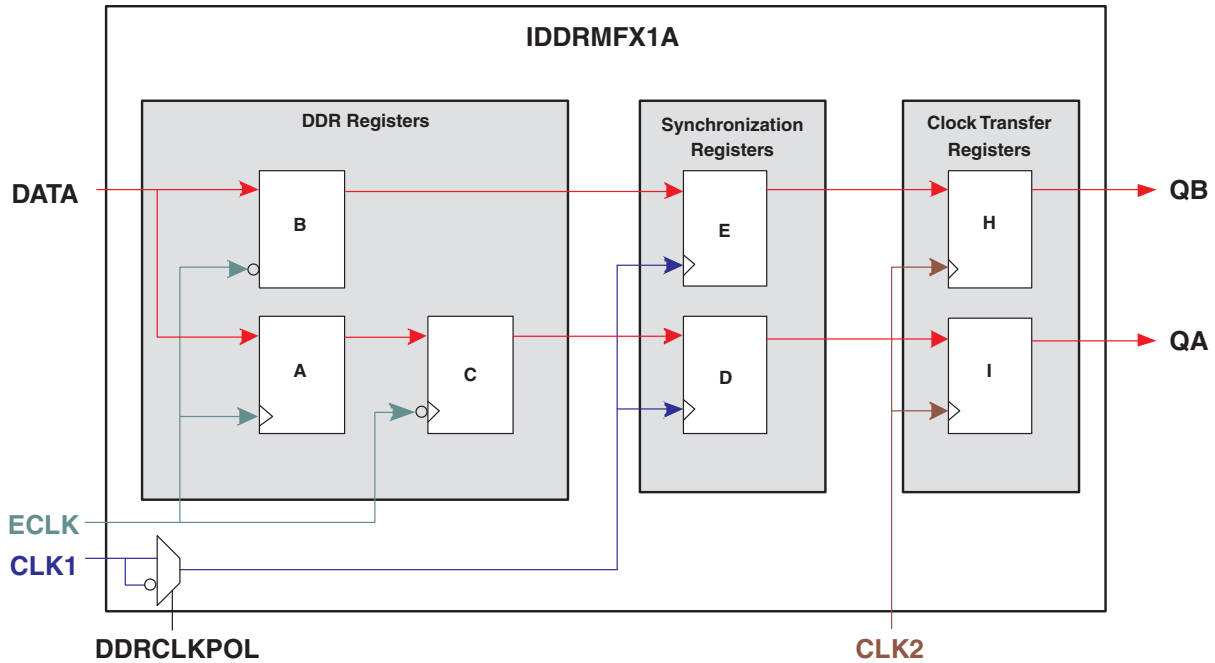 IDDRMFX1A
DDR Registers
Synchronization
Registers
Clock Transfer
Registers
DATA
B
E
H
QB
A
C
D
I
QA
ECLK
CLK1
DDRCLKPOL
CLK2